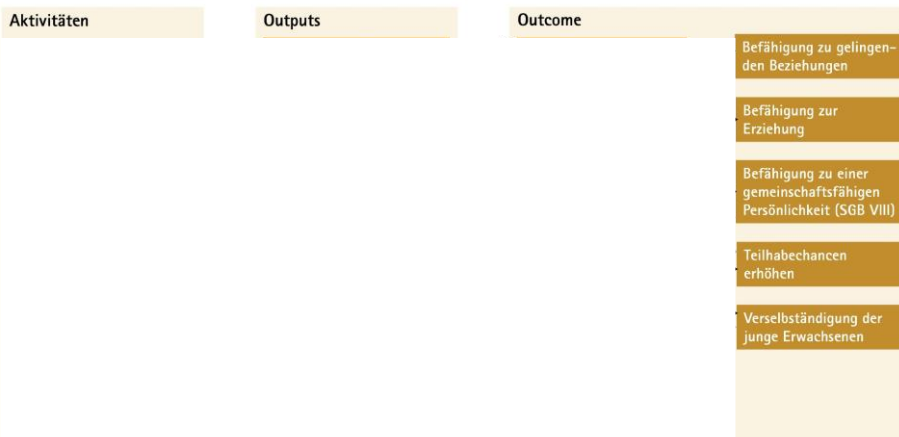 Aktivitäten
Outputs
Outcome
Befähigung zu gelingen-
den Beziehungen
Befähigung zur
Erziehung
Befähigung zu einer
gemeinschaftsfähigen
Persönlichkeit (SGB VIII)
Teilhabechancen
erhöhen
Verselbständigung der
junge Erwachsenen